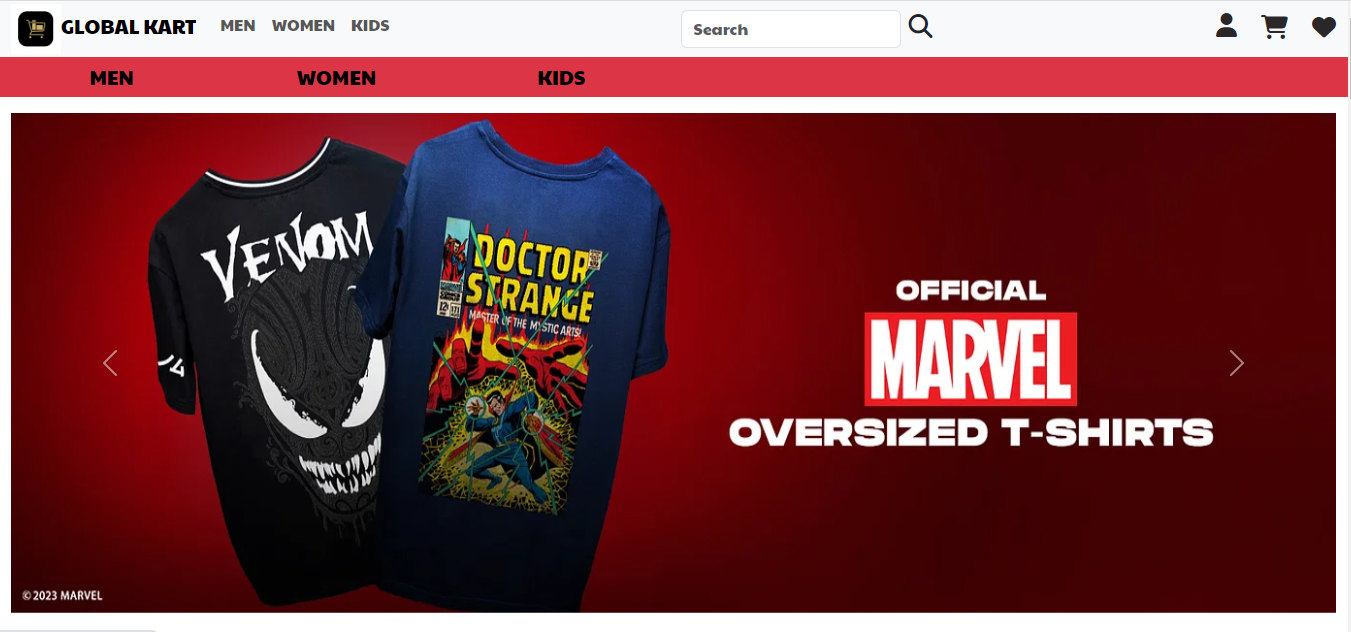 GLOBAL KART MEN WOMEN KIDS Search
MEN WOMEN KIDS
VENOM
DOCTOR
STRANGE
MASTER OF THE MYSTIC ARTS!
OFFICIAL
MARVEL
OVERSIZED T-SHIRTS
© 2023 MARVEL